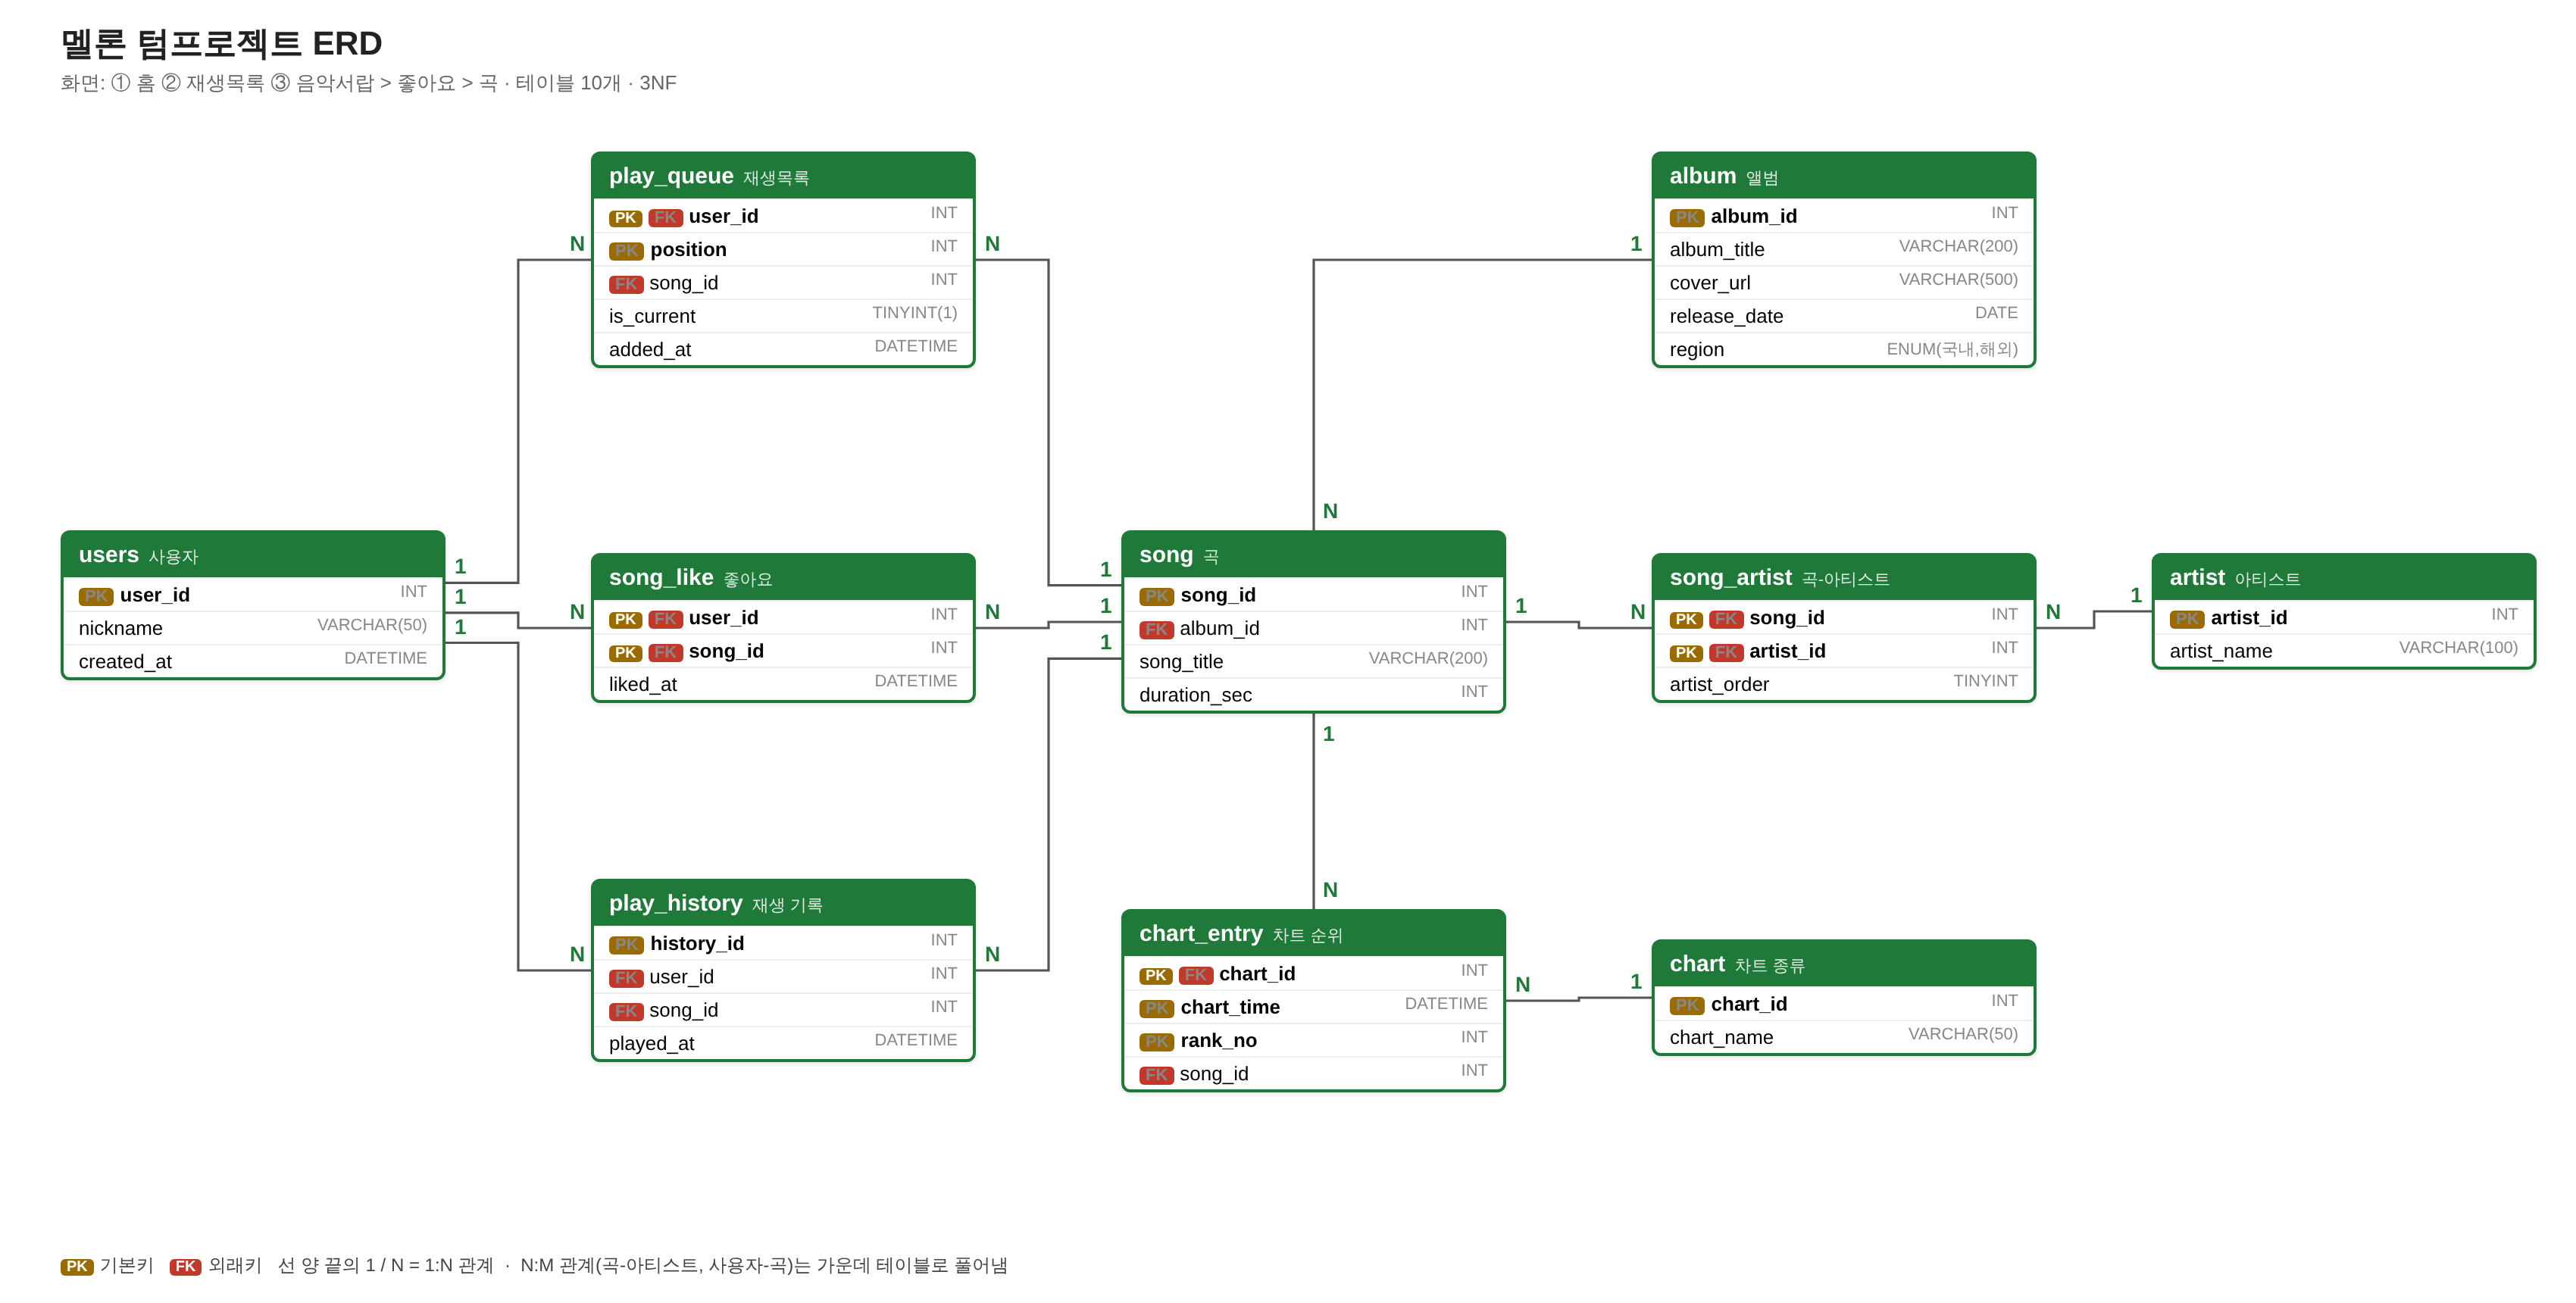 멜론 텀프로젝트 ERD
화면: ① 홈 ② 재생목록 ③ 음악서랍 > 좋아요 > 곡 · 테이블 10개 · 3NF
play_queue 재생목록
PK FK user_id INT
PK position INT
FK song_id INT
is_current TINYINT(1)
added_at DATETIME
N
N
album 앨범
PK album_id INT
album_title VARCHAR(200)
cover_url VARCHAR(500)
release_date DATE
region ENUM(국내,해외)
1
N
users 사용자
PK user_id INT
nickname VARCHAR(50)
created_at DATETIME
1
1
1
song_like 좋아요
PK FK user_id INT
PK FK song_id INT
liked_at DATETIME
N
N
song 곡
PK song_id INT
FK album_id INT
song_title VARCHAR(200)
duration_sec INT
1
1
1
1
1
song_artist 곡-아티스트
PK FK song_id INT
PK FK artist_id INT
artist_order TINYINT
N
N
artist 아티스트
PK artist_id INT
artist_name VARCHAR(100)
1
play_history 재생 기록
PK history_id INT
FK user_id INT
FK song_id INT
played_at DATETIME
N
N
N
chart_entry 차트 순위
PK FK chart_id INT
PK chart_time DATETIME
PK rank_no INT
FK song_id INT
N
chart 차트 종류
PK chart_id INT
chart_name VARCHAR(50)
1
PK 기본키 FK 외래키 선 양 끝의 1 / N = 1:N 관계 · N:M 관계(곡-아티스트, 사용자-곡)는 가운데 테이블로 풀어냄